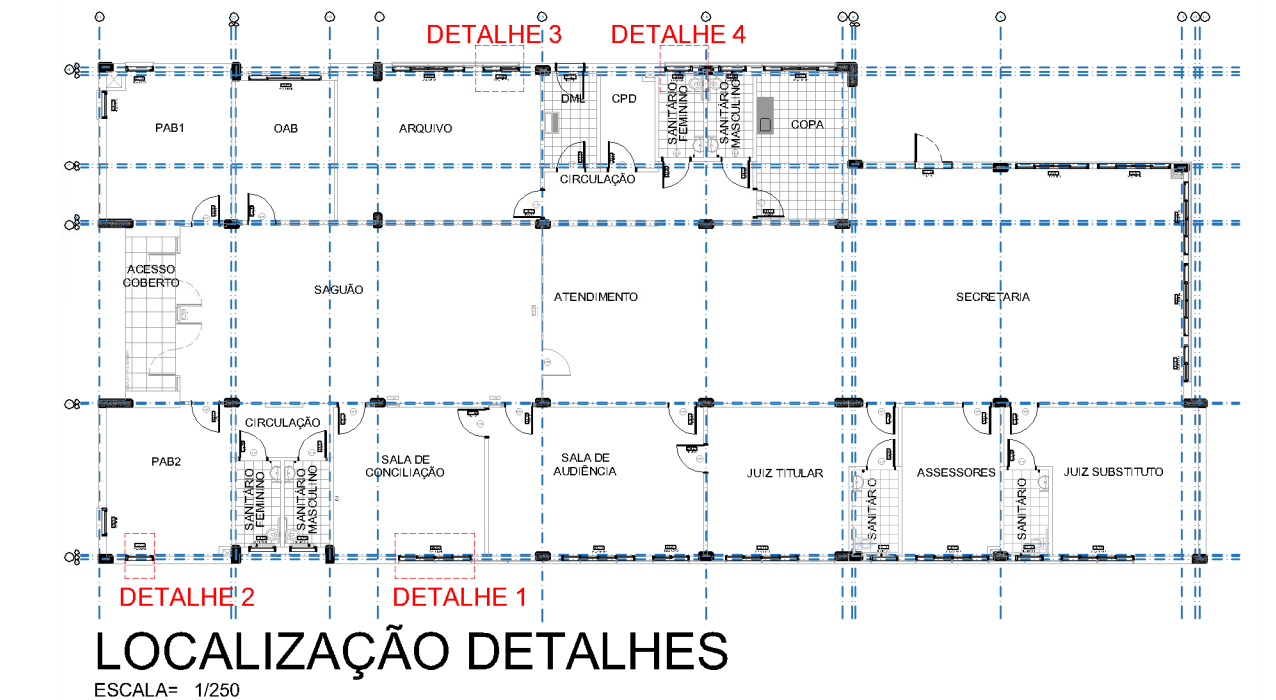 DETALHE 3
DETALHE 4
PAB1
OAB
ARQUIVO
DML
CPD
SANITÁRIO
FEMININO
SANITÁRIO
MASCULINO
COPA
CIRCULAÇÃO
ACESSO
COBERTO
SAGUÃO
ATENDIMENTO
SECRETARIA
CIRCULAÇÃO
PAB2
SANITÁRIO
FEMININO
SANITÁRIO
MASCULINO
SALA DE
CONCILIAÇÃO
SALA DE
AUDIÊNCIA
JUIZ TITULAR
SANITÁRIO
ASSESSORES
SANITÁRIO
JUIZ SUBSTITUTO
DETALHE 2
DETALHE 1
LOCALIZAÇÃO DETALHES
ESCALA= 1/250